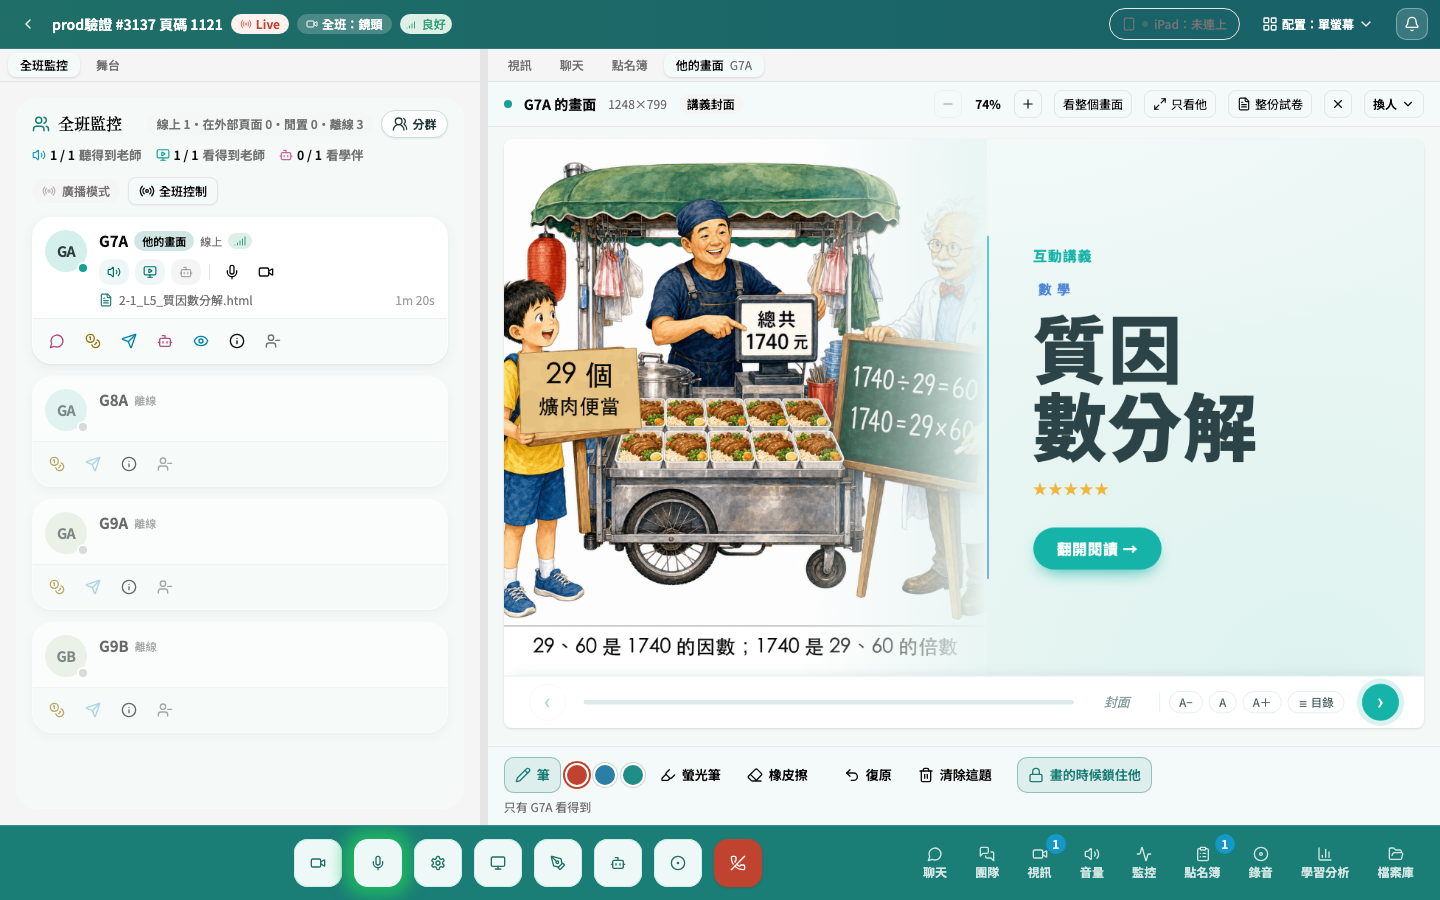 prod驗證 #3137 頁碼 1121
Live
全班：鏡頭
良好
iPad：未連上
配置：單螢幕
全班監控
舞台
視訊
聊天
點名簿
他的畫面 G7A
全班監控
線上 1・在外部頁面 0・閒置 0・離線 3
分群
1 / 1 聽得到老師
1 / 1 看得到老師
0 / 1 看學伴
廣播模式
全班控制
GA
G7A
他的畫面
線上
2-1_L5_質因數分解.html
1m 20s
GA
G8A 離線
GA
G9A 離線
GB
G9B 離線
G7A 的畫面
1248×799
講義封面
74%
看整個畫面
只看他
整份試卷
換人
總共
1740 元
29 個
爌肉便當
1740÷29=60
1740=29×60
29、60 是 1740 的因數；1740 是 29、60 的倍數
互動講義
數學
質因
數分解
★★★★★
翻開閱讀 →
‹
封面
A−
A
A＋
≡ 目錄
›
筆
螢光筆
橡皮擦
復原
清除這題
畫的時候鎖住他
只有 G7A 看得到
聊天
團隊
1
視訊
音量
監控
1
點名簿
錄音
學習分析
檔案庫